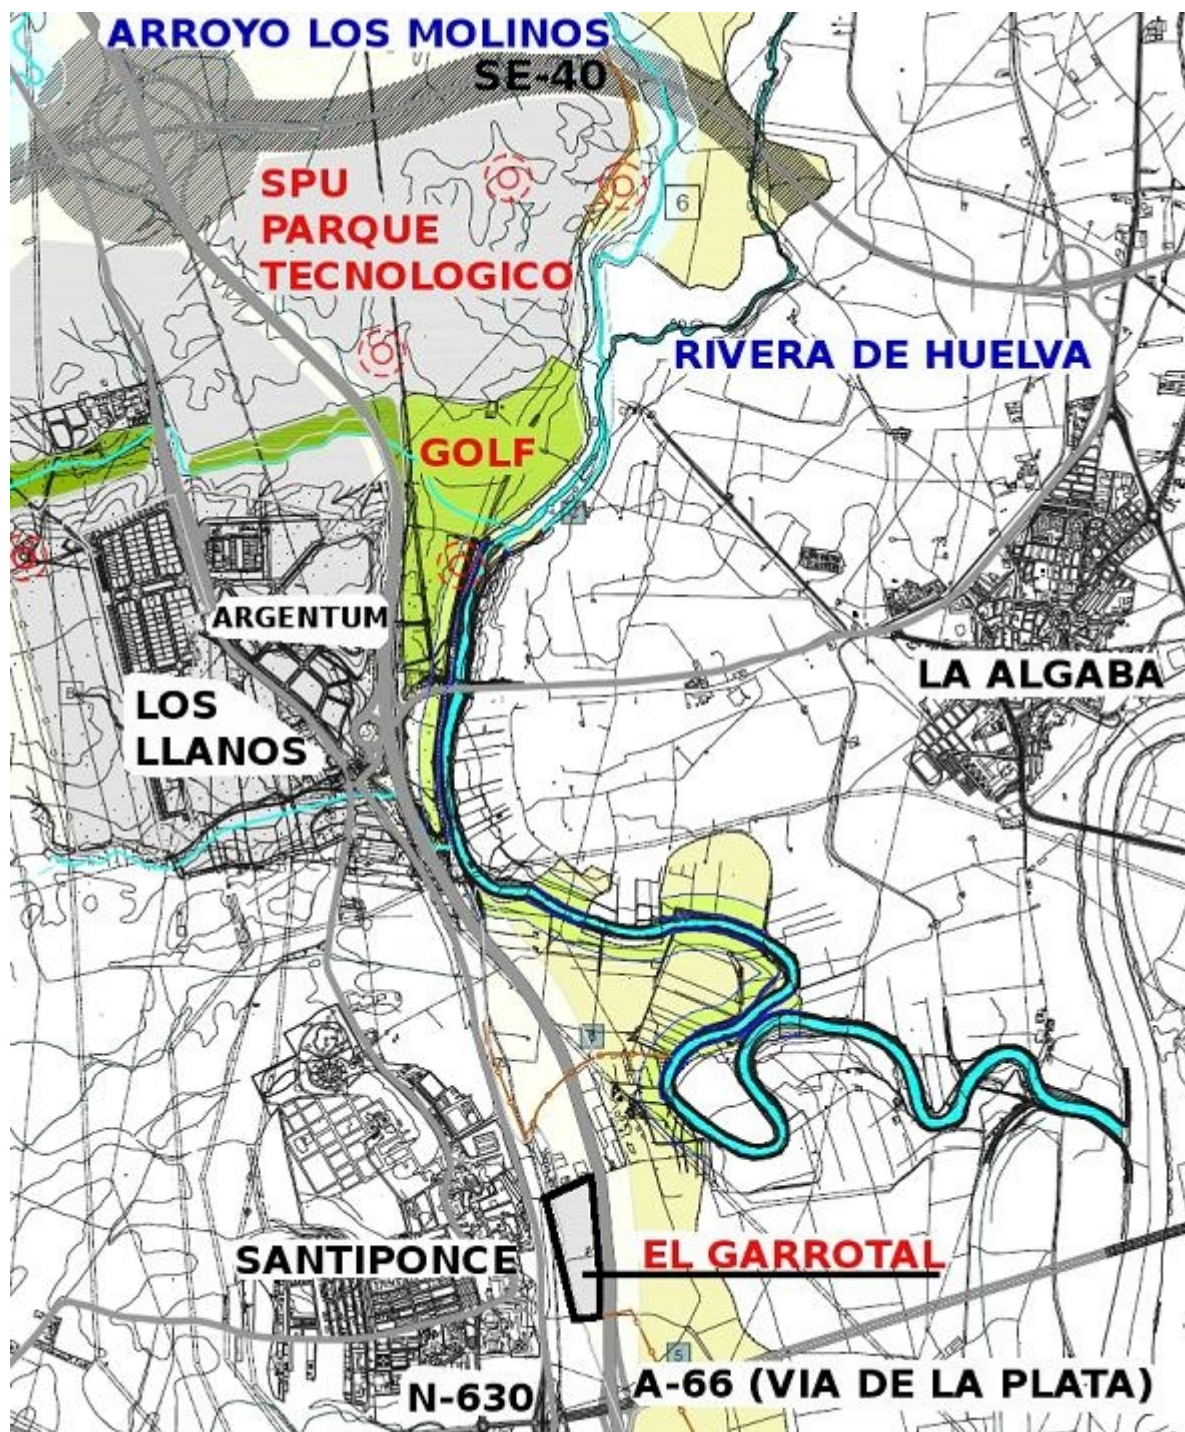 ARROYO LOS MOLINOS
SE-40
SPU
PARQUE
TECNOLOGICO
6
RIVERA DE HUELVA
GOLF
ARGENTUM
LA ALGABA
LOS
LLANOS
SANTIPONCE
EL GARROTAL
5
A-66 (VIA DE LA PLATA)
N-630